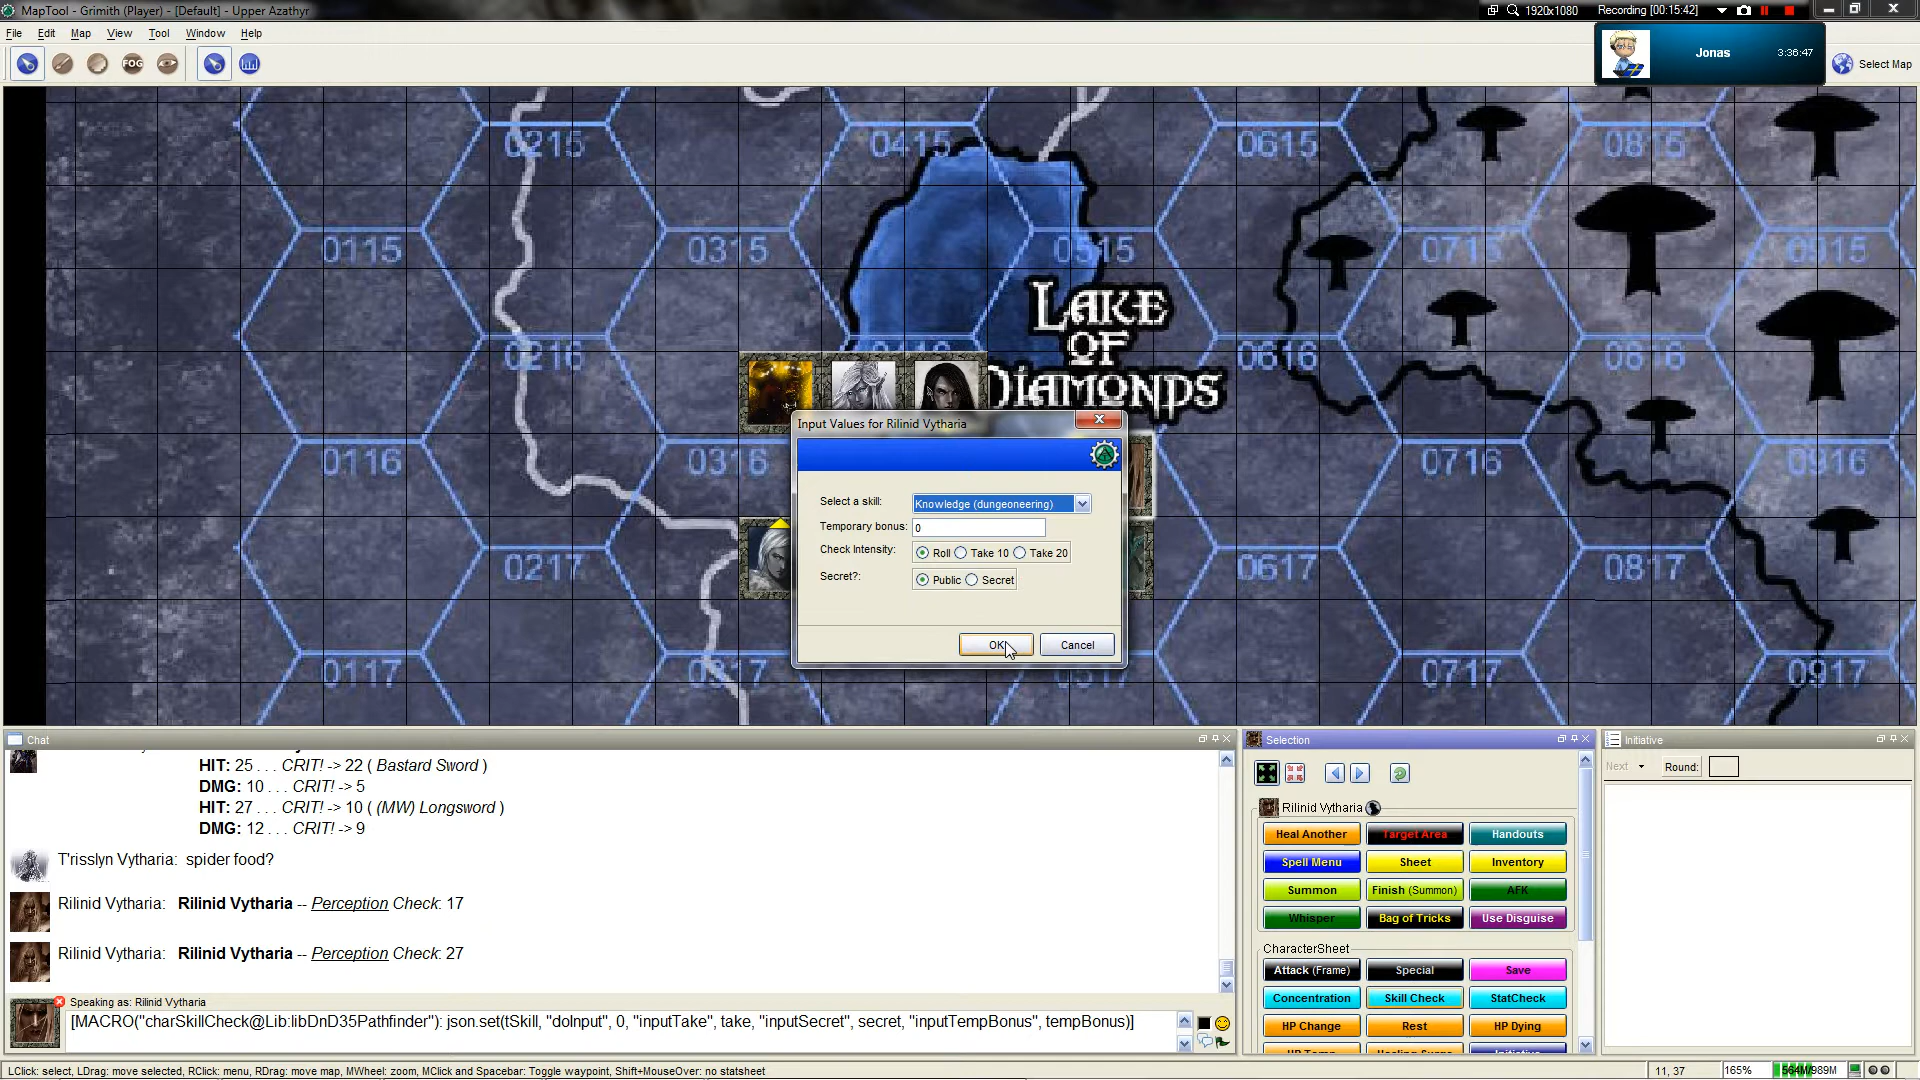 MapTool - Grimith (Player) - [Default] - Upper Azathyr
1920x1080
Recording [00:15:42]
File Edit Map View Tool Window Help
Jonas
3:36:47
FOG
Select Map
0215 0415 0615 0815
0115 0315 0515 0715 0915
LAKE
OF
DIAMONDS
0216 0616 0816
0116 0316 0716 0916
0217 0617 0817
0117 0317 0517 0717 0917
Input Values for Rilinid Vytharia
Select a skill: Knowledge (dungeoneering)
Temporary bonus: 0
Check Intensity: Roll Take 10 Take 20
Secret?: Public Secret
OK Cancel
Chat
HIT: 25 . . . CRIT! -> 22 ( Bastard Sword )
DMG: 10 . . . CRIT! -> 5
HIT: 27 . . . CRIT! -> 10 ( (MW) Longsword )
DMG: 12 . . . CRIT! -> 9
T'risslyn Vytharia: spider food?
Rilinid Vytharia: Rilinid Vytharia -- Perception Check: 17
Rilinid Vytharia: Rilinid Vytharia -- Perception Check: 27
Speaking as: Rilinid Vytharia
[MACRO("charSkillCheck@Lib:libDnD35Pathfinder"): json.set(tSkill, "doInput", 0, "inputTake", take, "inputSecret", secret, "inputTempBonus", tempBonus)]
Selection
Rilinid Vytharia
Heal Another Target Area Handouts
Spell Menu Sheet Inventory
Summon Finish (Summon) AFK
Whisper Bag of Tricks Use Disguise
CharacterSheet
Attack (Frame) Special Save
Concentration Skill Check StatCheck
HP Change Rest HP Dying
Initiative
Next Round:
LClick: select, LDrag: move selected, RClick: menu, RDrag: move map, MWheel: zoom, MClick and Spacebar: Toggle waypoint, Shift+MouseOver: no statsheet
11, 37
165%
564M/989M